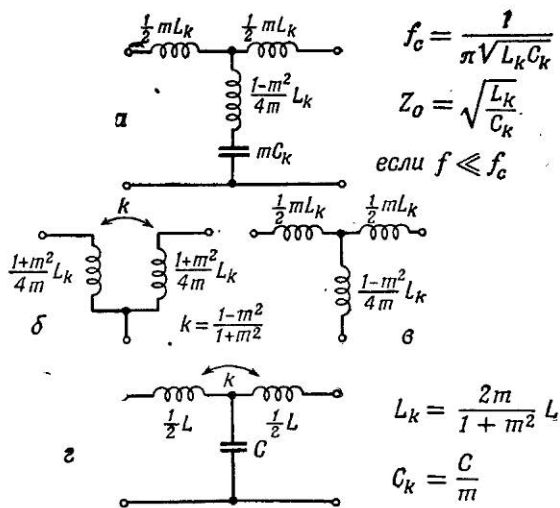 ½ mL_k ½ mL_k
f_c = 1/(π√(L_k C_k))
(1-m²)/(4m) L_k
Z_o = √(L_k/C_k)
а
mC_k
если f ≪ f_c
k
½ mL_k ½ mL_k
(1+m²)/(4m) L_k (1+m²)/(4m) L_k
(1-m²)/(4m) L_k
б
k = (1-m²)/(1+m²)
в
k
½ L ½ L
L_k = 2m/(1 + m²) L
г
C
C_k = C/m